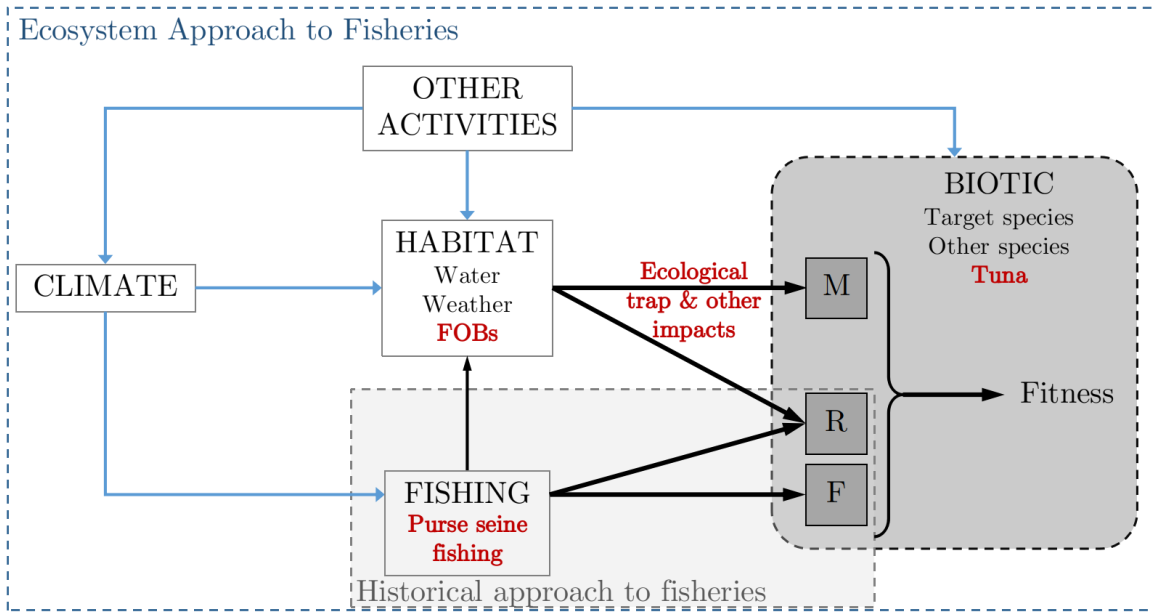 Ecosystem Approach to Fisheries
OTHER
ACTIVITIES
BIOTIC
Target species
Other species
Tuna
HABITAT
Water
Weather
FOBs
CLIMATE
Ecological
trap & other
impacts
M
R
F
Fitness
FISHING
Purse seine
fishing
Historical approach to fisheries